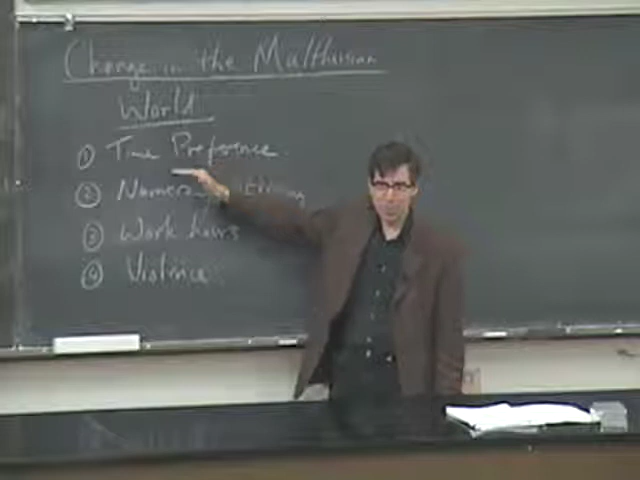 Change in the Malthusian
World
① Time Preference
② Numeracy, Literacy
③ Work hours
④ Violence